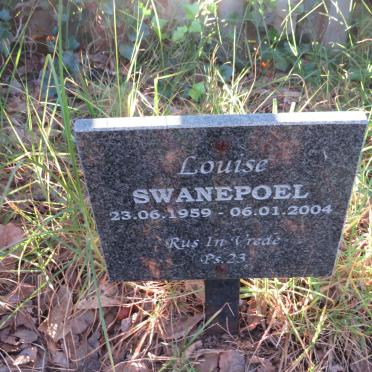 Louise
SWANEPOEL
23.06.1959 - 06.01.2004
Rus In Vrede
Ps.23